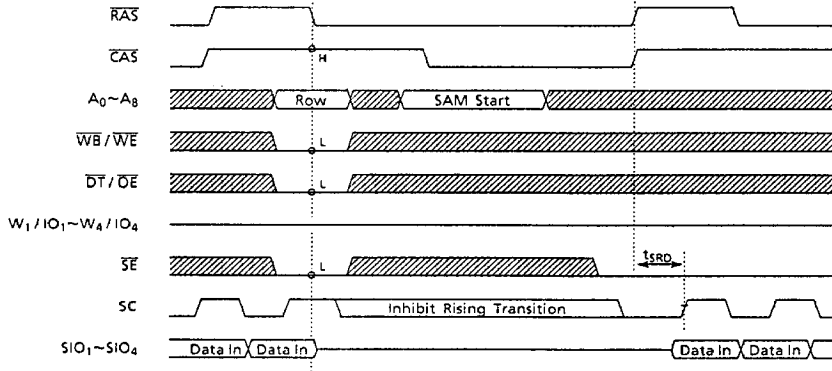 RAS
CAS H
A0~A8 Row SAM Start
WB/WE L
DT/OE L
W1/IO1~W4/IO4
SE L tSRD
SC Inhibit Rising Transition
SIO1~SIO4 Data In Data In Data In Data In